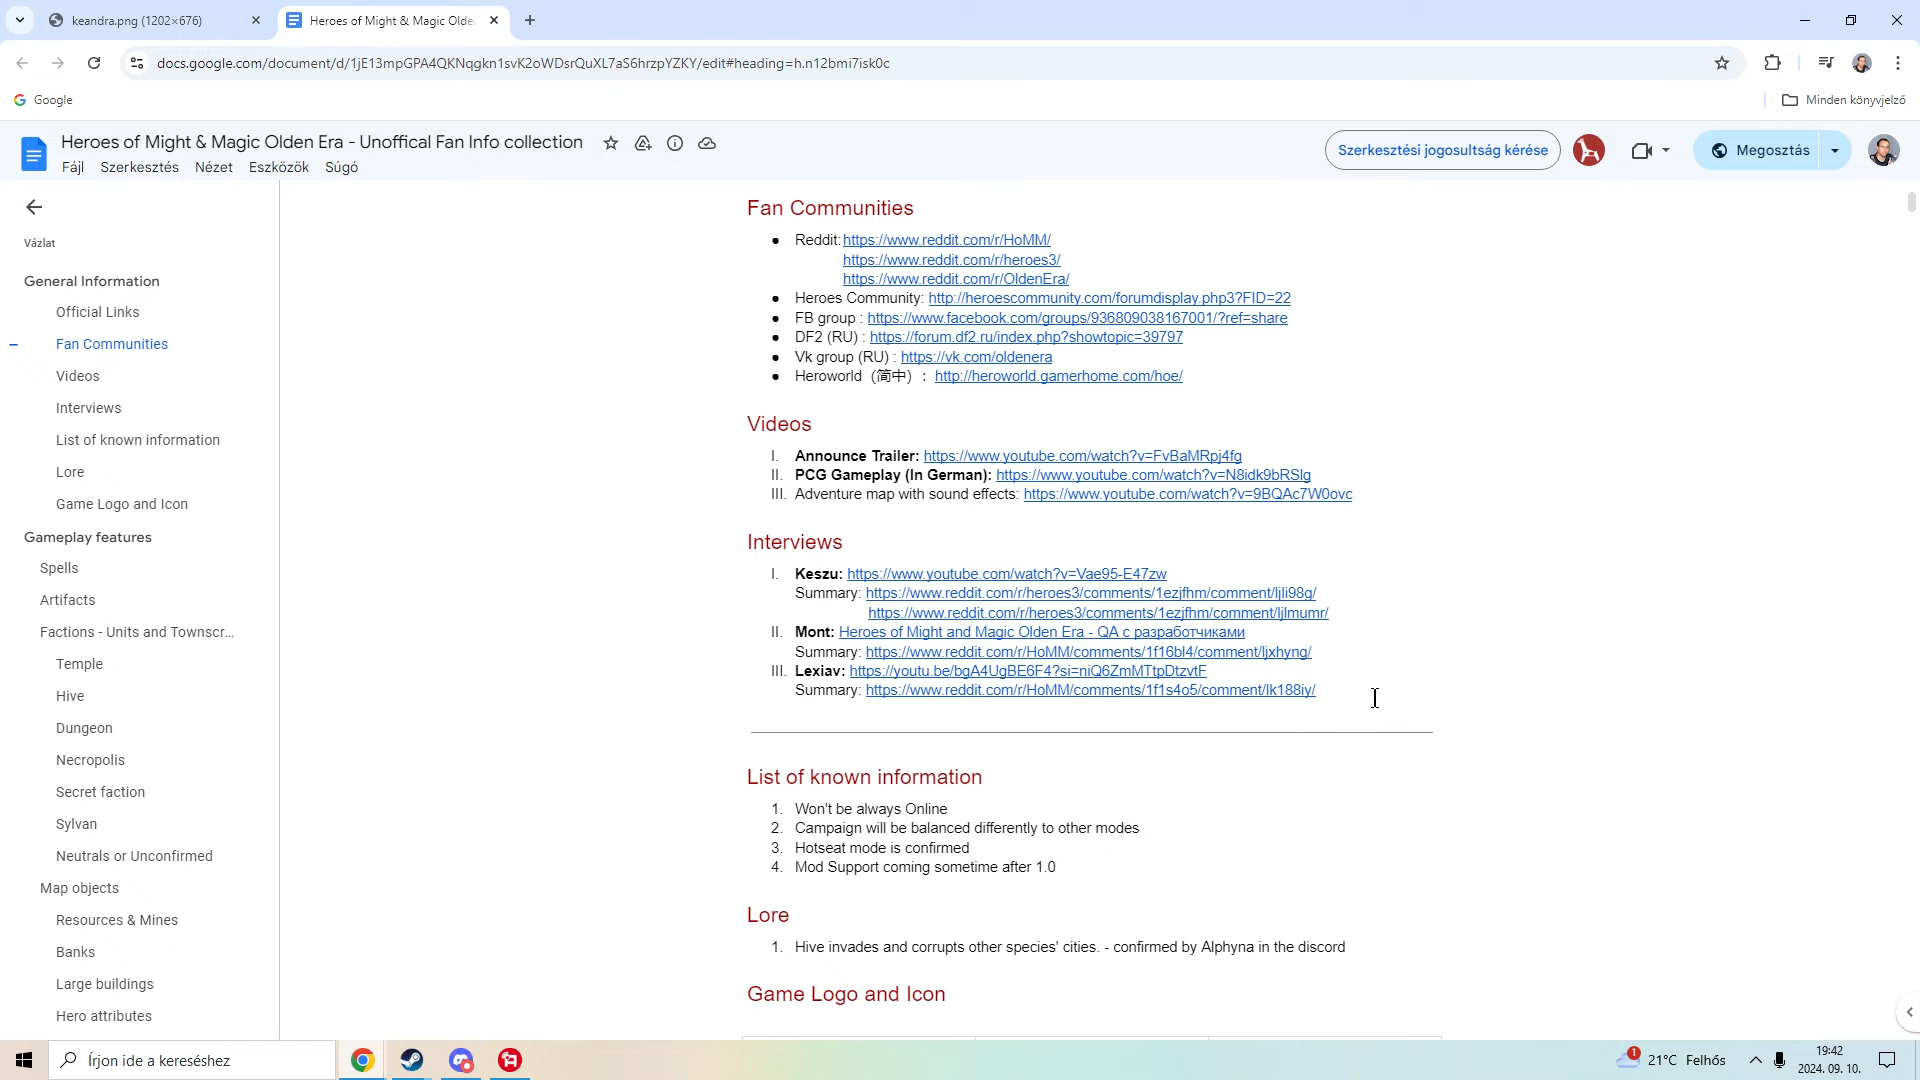 keandra.png (1202×676)
Heroes of Might & Magic Olde
docs.google.com/document/d/1jE13mpGPA4QKNqgkn1svK2oWDsrQuXL7aS6hrzpYZKY/edit#heading=h.n12bmi7isk0c
Google
Minden könyvjelző
Heroes of Might & Magic Olden Era - Unoffical Fan Info collection
Fájl Szerkesztés Nézet Eszközök Súgó
Szerkesztési jogosultság kérése
Megosztás
Vázlat
General Information
Official Links
Fan Communities
Videos
Interviews
List of known information
Lore
Game Logo and Icon
Gameplay features
Spells
Artifacts
Factions - Units and Townscr...
Temple
Hive
Dungeon
Necropolis
Secret faction
Sylvan
Neutrals or Unconfirmed
Map objects
Resources & Mines
Banks
Large buildings
Hero attributes
Fan Communities
● Reddit: https://www.reddit.com/r/HoMM/
https://www.reddit.com/r/heroes3/
https://www.reddit.com/r/OldenEra/
● Heroes Community: http://heroescommunity.com/forumdisplay.php3?FID=22
● FB group : https://www.facebook.com/groups/936809038167001/?ref=share
● DF2 (RU) : https://forum.df2.ru/index.php?showtopic=39797
● Vk group (RU) : https://vk.com/oldenera
● Heroworld（简中）: http://heroworld.gamerhome.com/hoe/
Videos
I. Announce Trailer: https://www.youtube.com/watch?v=FvBaMRpj4fg
II. PCG Gameplay (In German): https://www.youtube.com/watch?v=N8idk9bRSlg
III. Adventure map with sound effects: https://www.youtube.com/watch?v=9BQAc7W0ovc
Interviews
I. Keszu: https://www.youtube.com/watch?v=Vae95-E47zw
Summary: https://www.reddit.com/r/heroes3/comments/1ezjfhm/comment/ljli98g/
https://www.reddit.com/r/heroes3/comments/1ezjfhm/comment/ljlmumr/
II. Mont: Heroes of Might and Magic Olden Era - QA с разработчиками
Summary: https://www.reddit.com/r/HoMM/comments/1f16bl4/comment/ljxhyng/
III. Lexiav: https://youtu.be/bgA4UgBE6F4?si=niQ6ZmMTtpDtzvtF
Summary: https://www.reddit.com/r/HoMM/comments/1f1s4o5/comment/lk188iy/
List of known information
1. Won't be always Online
2. Campaign will be balanced differently to other modes
3. Hotseat mode is confirmed
4. Mod Support coming sometime after 1.0
Lore
1. Hive invades and corrupts other species' cities. - confirmed by Alphyna in the discord
Game Logo and Icon
Írjon ide a kereséshez
1
21°C Felhős
19:42
2024. 09. 10.